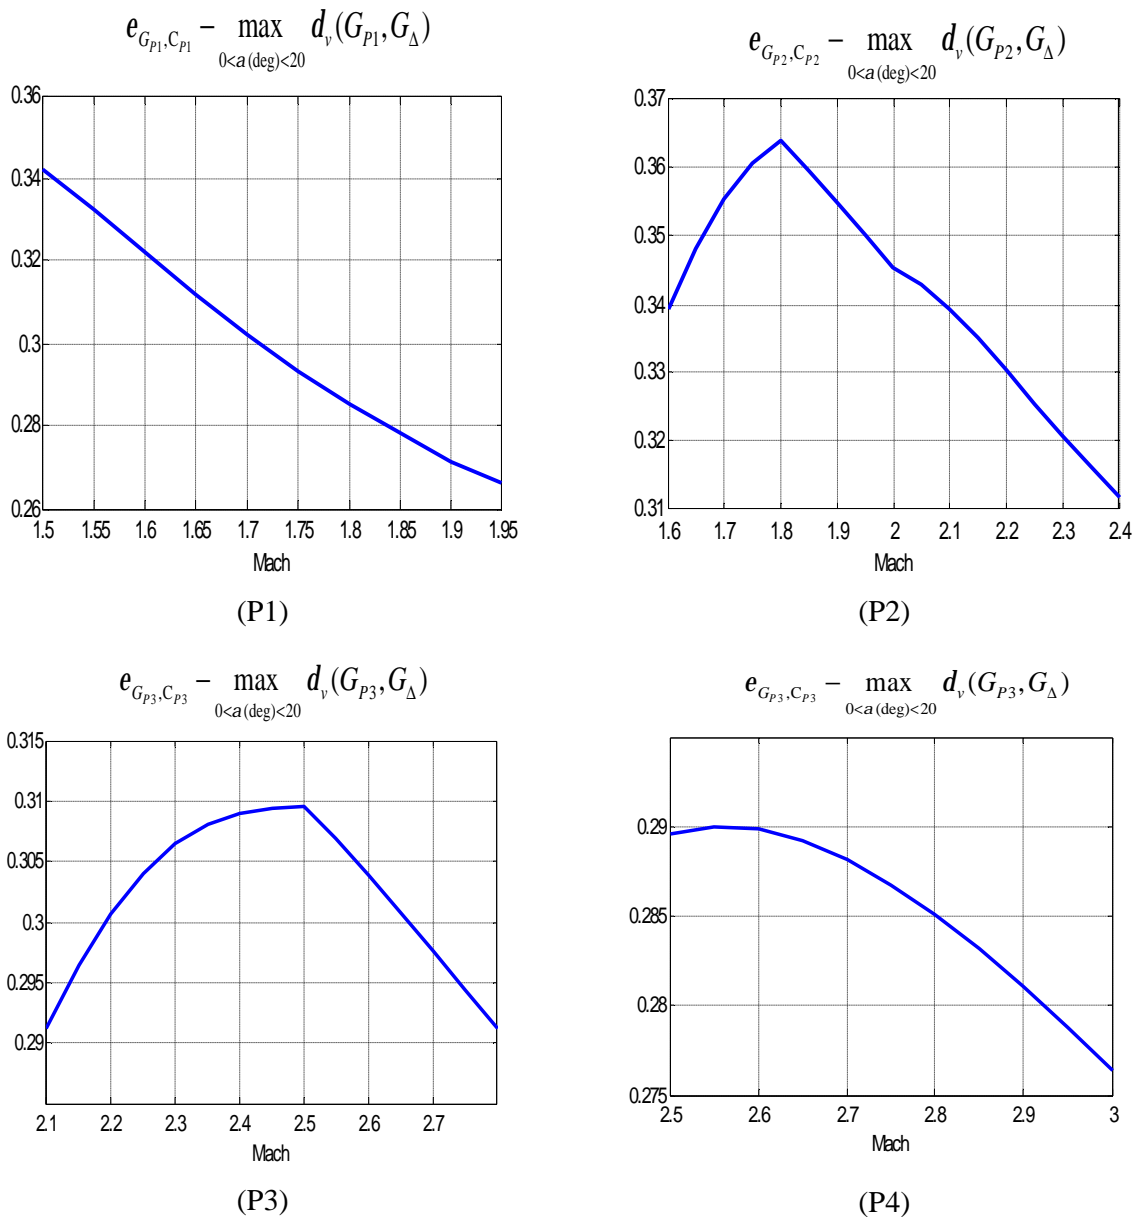 e_{G_{P1},C_{P1}} − max_{0<a(deg)<20} d_v(G_{P1}, G_Δ)
0.36
0.34
0.32
0.3
0.28
0.26
1.5 1.55 1.6 1.65 1.7 1.75 1.8 1.85 1.9 1.95
Mach
(P1)
e_{G_{P2},C_{P2}} − max_{0<a(deg)<20} d_v(G_{P2}, G_Δ)
0.37
0.36
0.35
0.34
0.33
0.32
0.31
1.6 1.7 1.8 1.9 2 2.1 2.2 2.3 2.4
Mach
(P2)
e_{G_{P3},C_{P3}} − max_{0<a(deg)<20} d_v(G_{P3}, G_Δ)
0.315
0.31
0.305
0.3
0.295
0.29
2.1 2.2 2.3 2.4 2.5 2.6 2.7
Mach
(P3)
e_{G_{P3},C_{P3}} − max_{0<a(deg)<20} d_v(G_{P3}, G_Δ)
0.29
0.285
0.28
0.275
2.5 2.6 2.7 2.8 2.9 3
Mach
(P4)